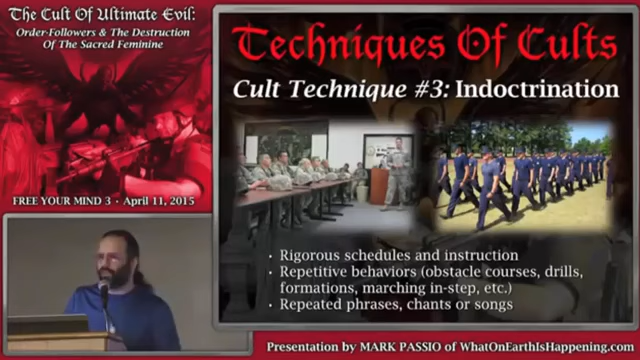 The Cult Of Ultimate Evil:
Order-Followers & The Destruction
Of The Sacred Feminine
FREE YOUR MIND 3 • April 11, 2015
Techniques Of Cults
Cult Technique #3: Indoctrination
• Rigorous schedules and instruction
• Repetitive behaviors (obstacle courses, drills,
formations, marching in-step, etc.)
• Repeated phrases, chants or songs
Presentation by MARK PASSIO of WhatOnEarthIsHappening.com